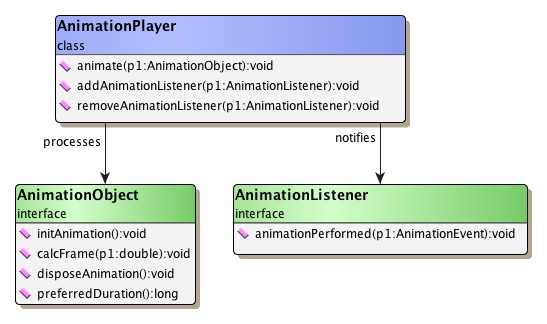 AnimationPlayer
class
animate(p1:AnimationObject):void
addAnimationListener(p1:AnimationListener):void
removeAnimationListener(p1:AnimationListener):void
processes
notifies
AnimationObject
interface
initAnimation():void
calcFrame(p1:double):void
disposeAnimation():void
preferredDuration():long
AnimationListener
interface
animationPerformed(p1:AnimationEvent):void